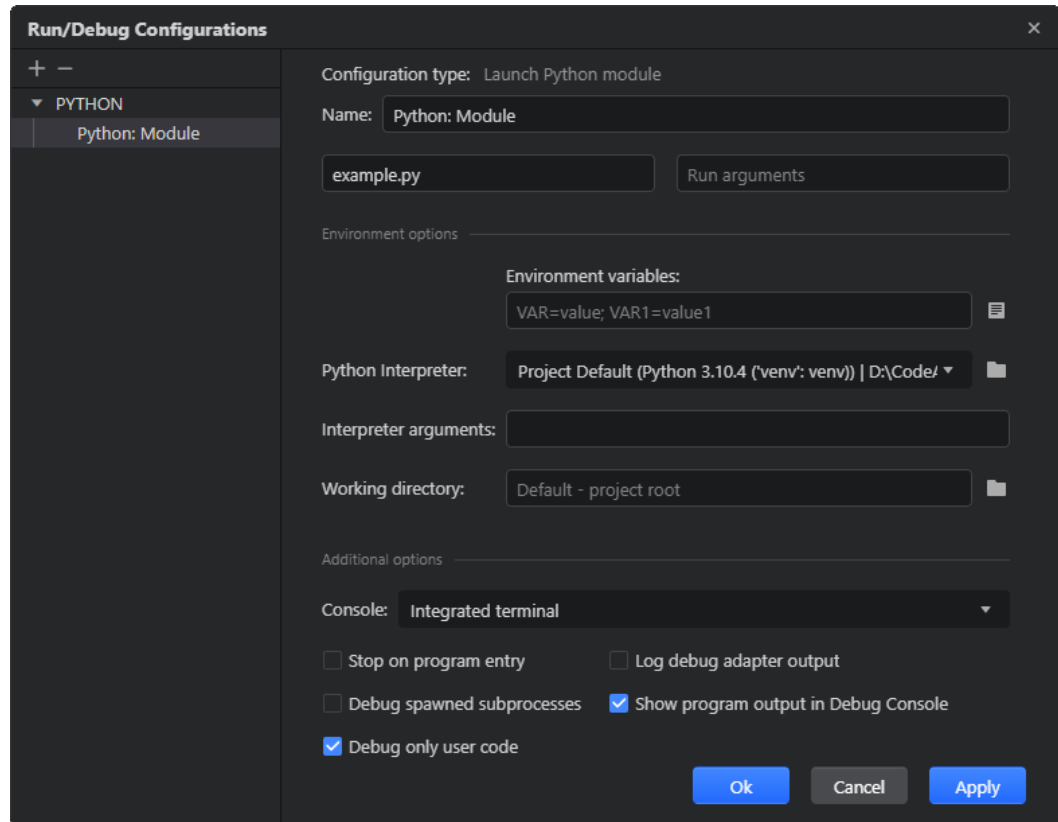 Run/Debug Configurations
PYTHON
Python: Module
Configuration type: Launch Python module
Name: Python: Module
example.py Run arguments
Environment options
Environment variables:
VAR=value; VAR1=value1
Python Interpreter: Project Default (Python 3.10.4 ('venv': venv)) | D:\Code
Interpreter arguments:
Working directory: Default - project root
Additional options
Console: Integrated terminal
Stop on program entry Log debug adapter output
Debug spawned subprocesses Show program output in Debug Console
Debug only user code
Ok Cancel Apply